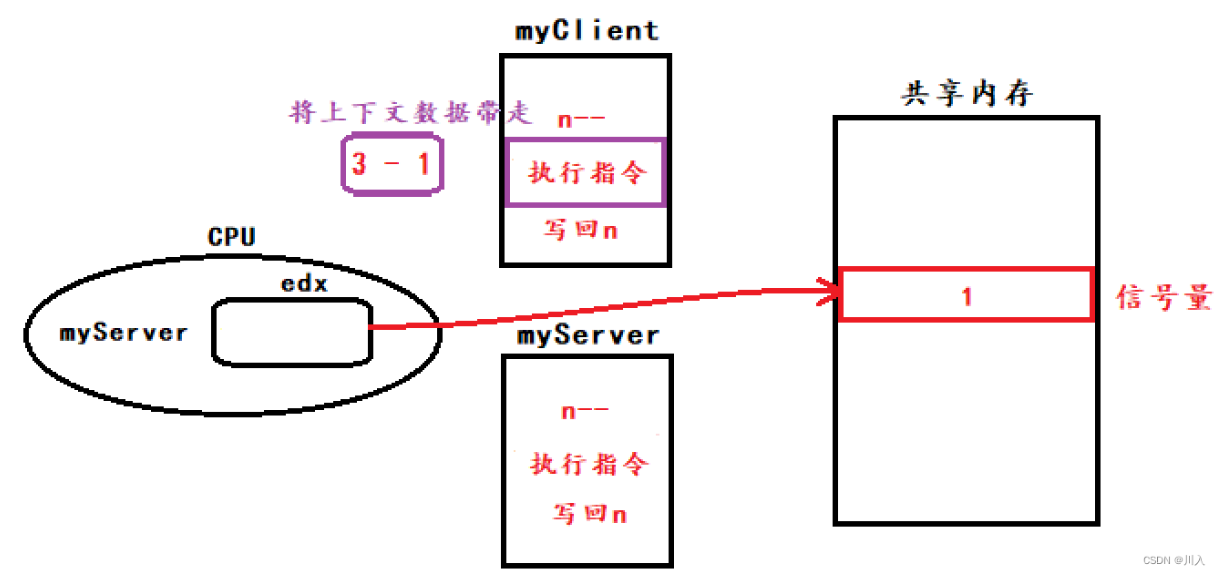 myClient
将上下文数据带走
n--
3 - 1
执行指令
写回n
共享内存
CPU
edx
myServer
1
信号量
myServer
n--
执行指令
写回n
CSDN @川入